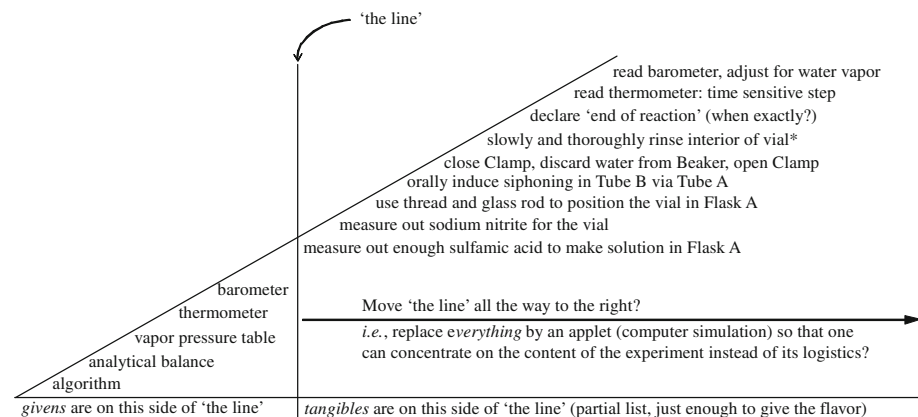 ‘the line’
read barometer, adjust for water vapor
read thermometer: time sensitive step
declare ‘end of reaction’ (when exactly?)
slowly and thoroughly rinse interior of vial*
close Clamp, discard water from Beaker, open Clamp
orally induce siphoning in Tube B via Tube A
use thread and glass rod to position the vial in Flask A
measure out sodium nitrite for the vial
measure out enough sulfamic acid to make solution in Flask A
barometer
thermometer
vapor pressure table
analytical balance
algorithm
Move ‘the line’ all the way to the right?
i.e., replace everything by an applet (computer simulation) so that one
can concentrate on the content of the experiment instead of its logistics?
givens are on this side of ‘the line’
tangibles are on this side of ‘the line’ (partial list, just enough to give the flavor)